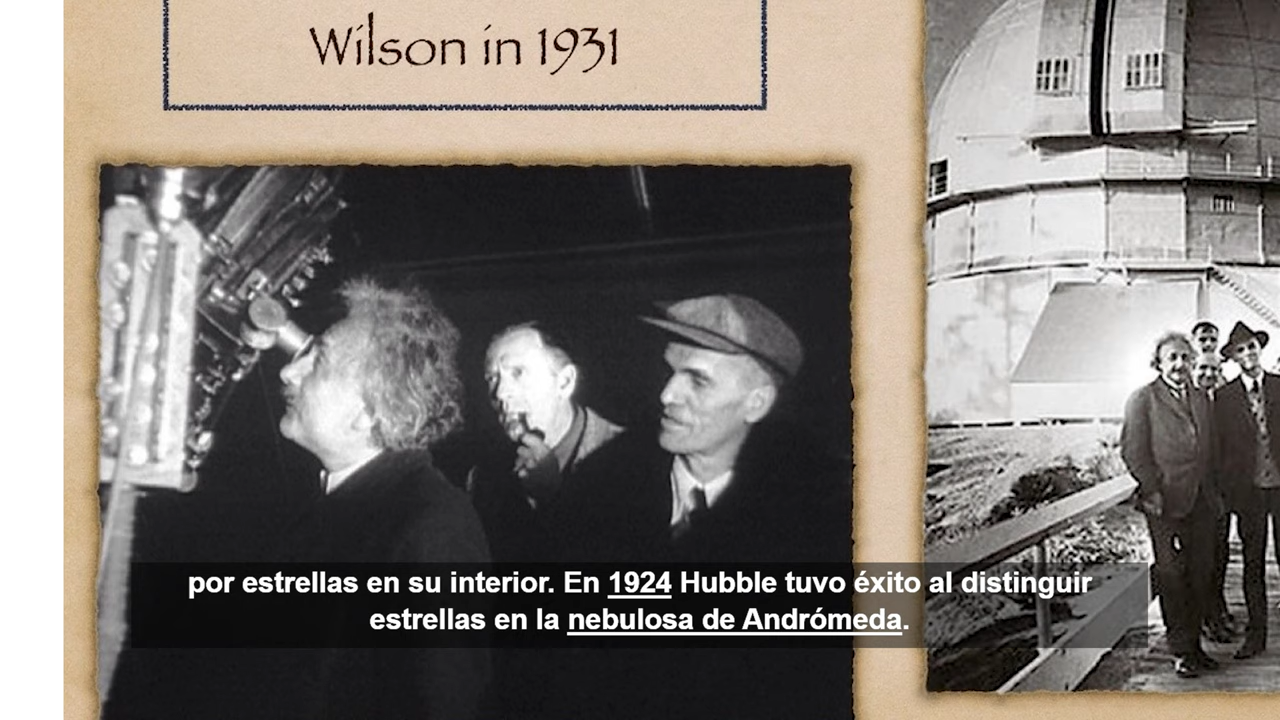 Wilson in 1931
por estrellas en su interior. En 1924 Hubble tuvo éxito al distinguir
estrellas en la nebulosa de Andrómeda.